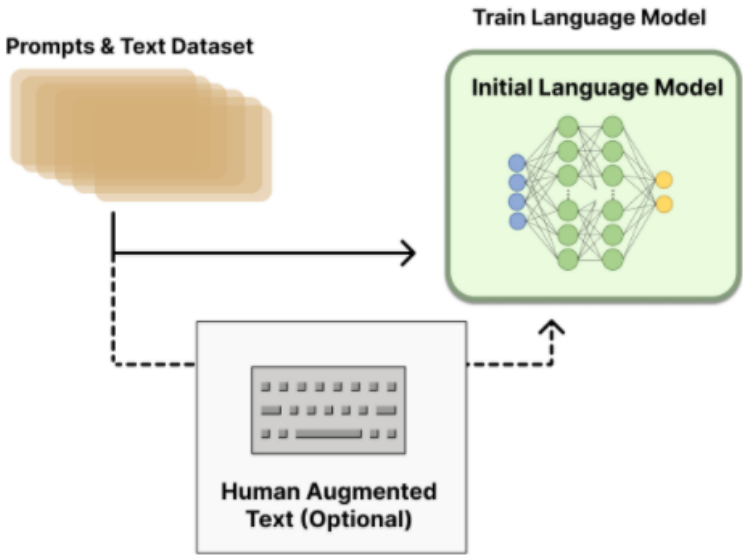 Train Language Model
Prompts & Text Dataset
Initial Language Model
Human Augmented
Text (Optional)